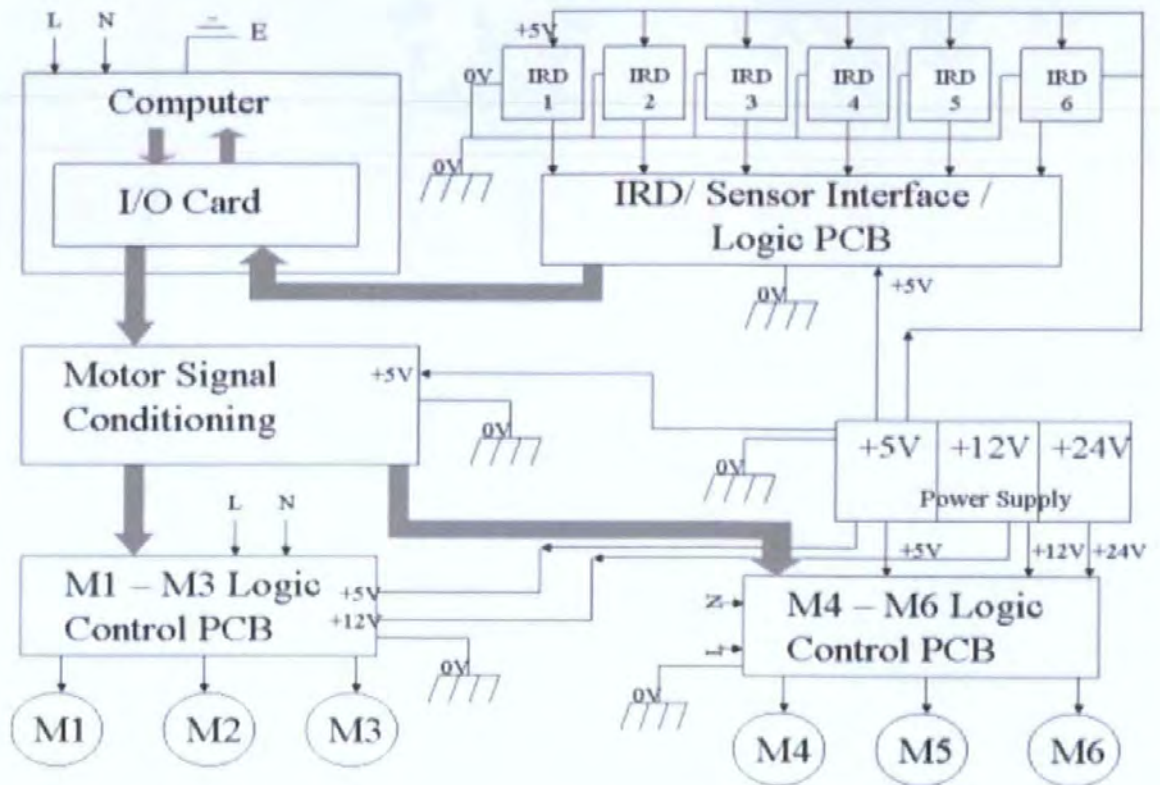 L N E
Computer
I/O Card
+5V
0V
IRD
1
IRD
2
IRD
3
IRD
4
IRD
5
IRD
6
0V
IRD/ Sensor Interface /
Logic PCB
0V
+5V
Motor Signal
Conditioning
+5V
0V
0V
+5V +12V +24V
Power Supply
L N
M1 – M3 Logic
Control PCB
+5V
+12V
0V
+5V
+12V
+24V
N
L
M4 – M6 Logic
Control PCB
0V
M1 M2 M3
M4 M5 M6